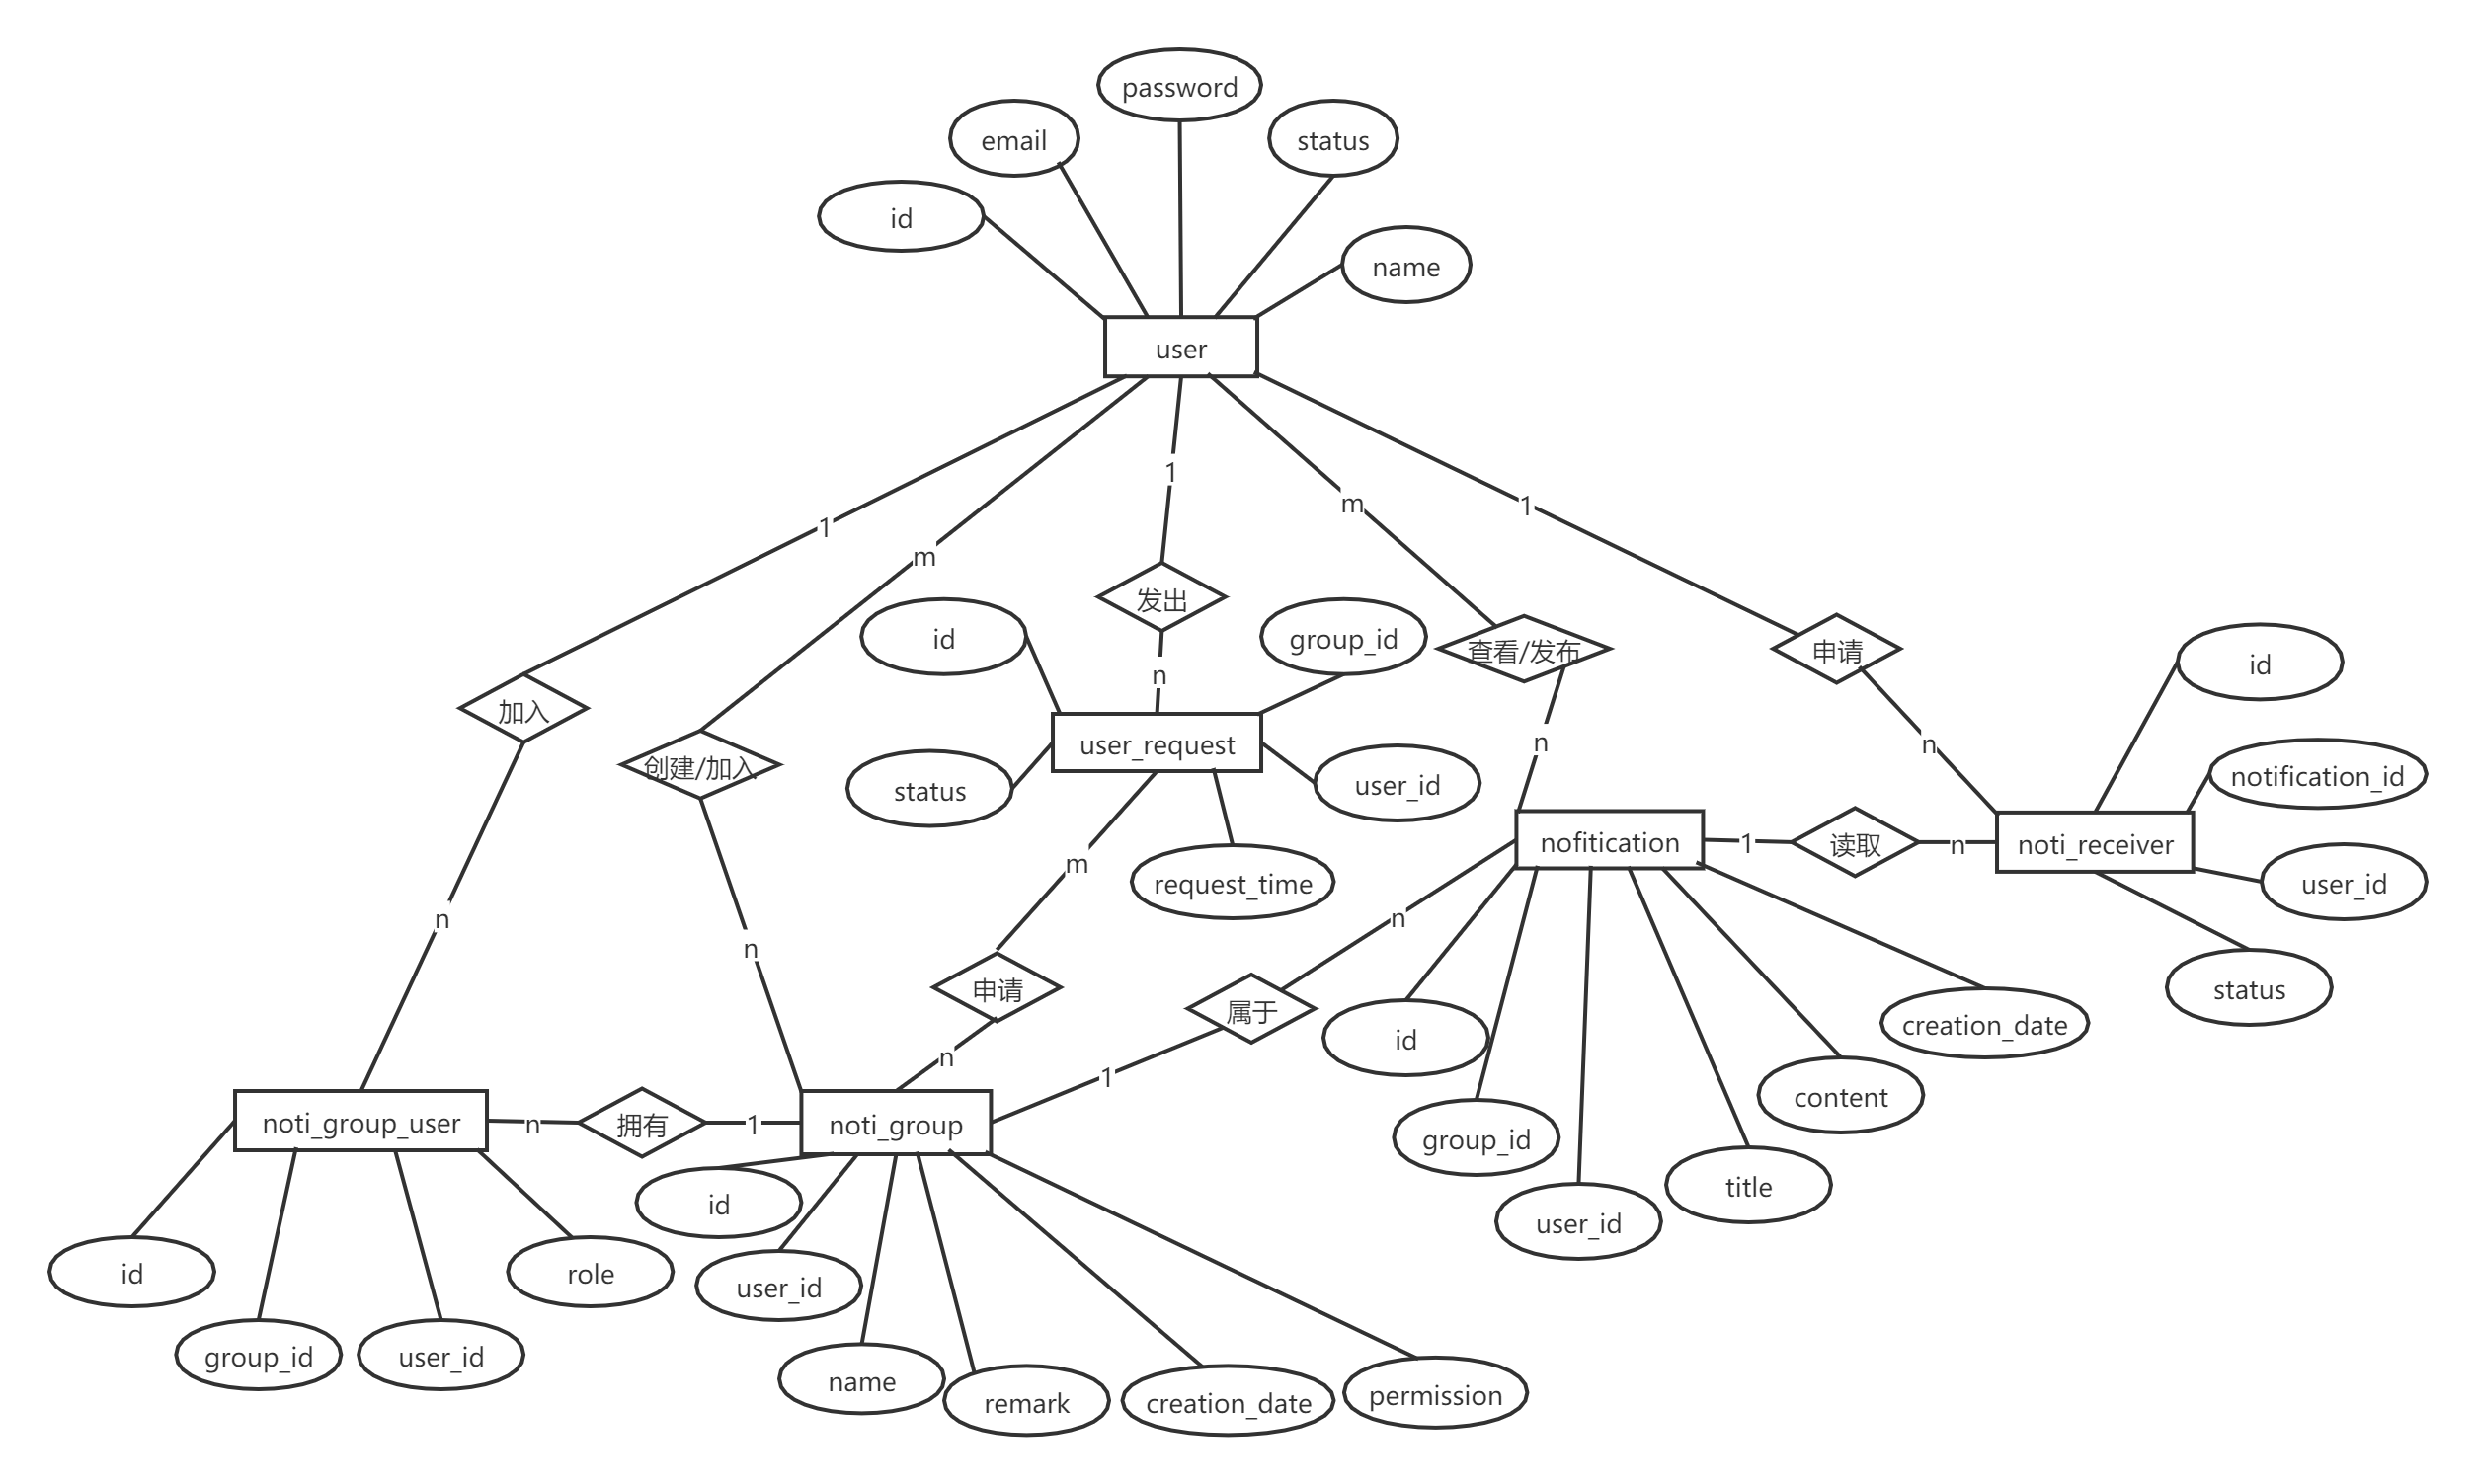 password
email
status
id
name
user
1
m
1
m
1
发出
id
group_id
查看/发布
申请
id
n
加入
创建/加入
user_request
n
n
notification_id
status
user_id
nofitication
1
读取
n
noti_receiver
m
request_time
user_id
n
n
n
申请
属于
status
id
creation_date
n
1
content
noti_group_user
n
拥有
1
noti_group
group_id
title
id
user_id
id
role
user_id
group_id
user_id
name
remark
creation_date
permission